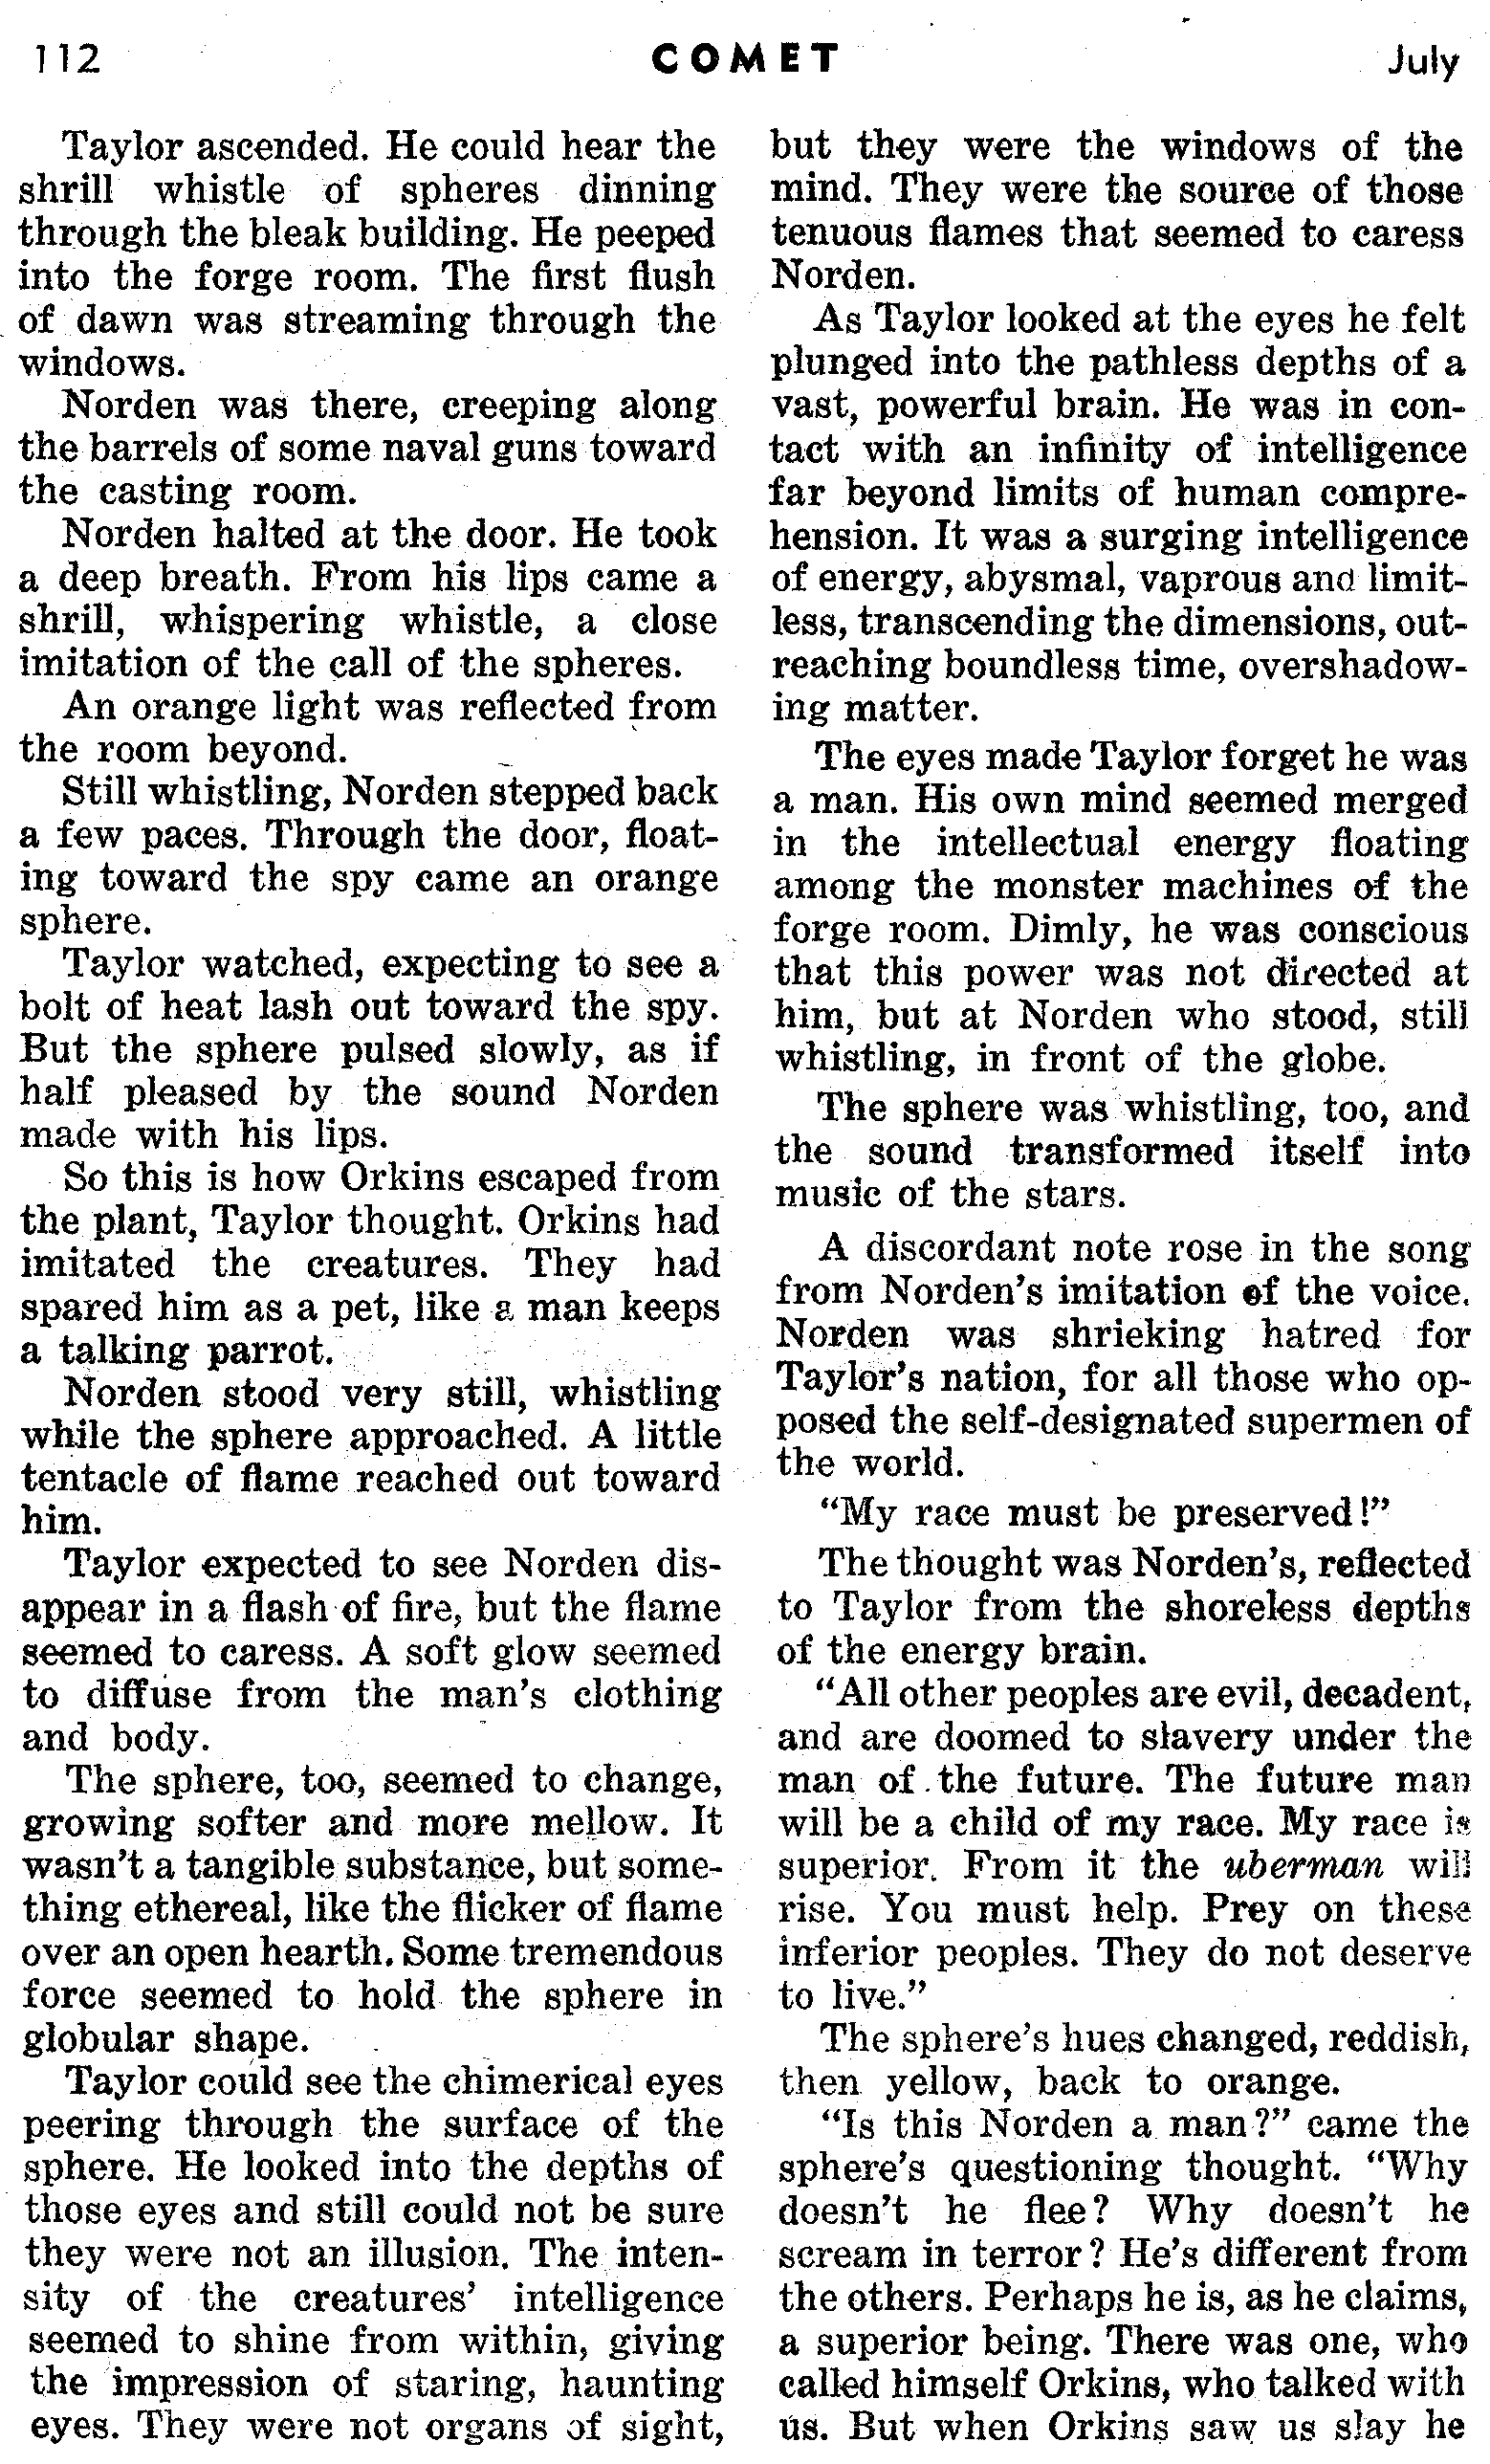 112 COMET July
Taylor ascended. He could hear the
shrill whistle of spheres dinning
through the bleak building. He peeped
into the forge room. The first flush
of dawn was streaming through the
windows.
Norden was there, creeping along
the barrels of some naval guns toward
the casting room.
Norden halted at the door. He took
a deep breath. From his lips came a
shrill, whispering whistle, a close
imitation of the call of the spheres.
An orange light was reflected from
the room beyond.
Still whistling, Norden stepped back
a few paces. Through the door, float-
ing toward the spy came an orange
sphere.
Taylor watched, expecting to see a
bolt of heat lash out toward the spy.
But the sphere pulsed slowly, as if
half pleased by the sound Norden
made with his lips.
So this is how Orkins escaped from
the plant, Taylor thought. Orkins had
imitated the creatures. They had
spared him as a pet, like a man keeps
a talking parrot.
Norden stood very still, whistling
while the sphere approached. A little
tentacle of flame reached out toward
him.
Taylor expected to see Norden dis-
appear in a flash of fire, but the flame
seemed to caress. A soft glow seemed
to diffuse from the man's clothing
and body.
The sphere, too, seemed to change,
growing softer and more mellow. It
wasn't a tangible substance, but some-
thing ethereal, like the flicker of flame
over an open hearth. Some tremendous
force seemed to hold the sphere in
globular shape.
Taylor could see the chimerical eyes
peering through the surface of the
sphere. He looked into the depths of
those eyes and still could not be sure
they were not an illusion. The inten-
sity of the creatures' intelligence
seemed to shine from within, giving
the impression of staring, haunting
eyes. They were not organs of sight,
but they were the windows of the
mind. They were the source of those
tenuous flames that seemed to caress
Norden.
As Taylor looked at the eyes he felt
plunged into the pathless depths of a
vast, powerful brain. He was in con-
tact with an infinity of intelligence
far beyond limits of human compre-
hension. It was a surging intelligence
of energy, abysmal, vaprous and limit-
less, transcending the dimensions, out-
reaching boundless time, overshadow-
ing matter.
The eyes made Taylor forget he was
a man. His own mind seemed merged
in the intellectual energy floating
among the monster machines of the
forge room. Dimly, he was conscious
that this power was not directed at
him, but at Norden who stood, still
whistling, in front of the globe.
The sphere was whistling, too, and
the sound transformed itself into
music of the stars.
A discordant note rose in the song
from Norden's imitation of the voice.
Norden was shrieking hatred for
Taylor's nation, for all those who op-
posed the self-designated supermen of
the world.
"My race must be preserved!"
The thought was Norden's, reflected
to Taylor from the shoreless depths
of the energy brain.
"All other peoples are evil, decadent,
and are doomed to slavery under the
man of the future. The future man
will be a child of my race. My race is
superior. From it the uberman will
rise. You must help. Prey on these
inferior peoples. They do not deserve
to live."
The sphere's hues changed, reddish,
then yellow, back to orange.
"Is this Norden a man?" came the
sphere's questioning thought. "Why
doesn't he flee? Why doesn't he
scream in terror? He's different from
the others. Perhaps he is, as he claims,
a superior being. There was one, who
called himself Orkins, who talked with
us. But when Orkins saw us slay he